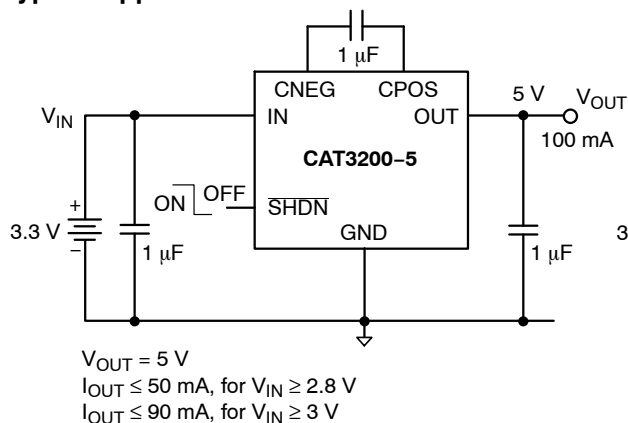 1 μF
CNEG CPOS
5 V
V_IN
IN
OUT
V_OUT
100 mA
CAT3200–5
ON
OFF
SHDN
+
3.3 V
–
1 μF
GND
1 μF
3
V_OUT = 5 V
I_OUT ≤ 50 mA, for V_IN ≥ 2.8 V
I_OUT ≤ 90 mA, for V_IN ≥ 3 V